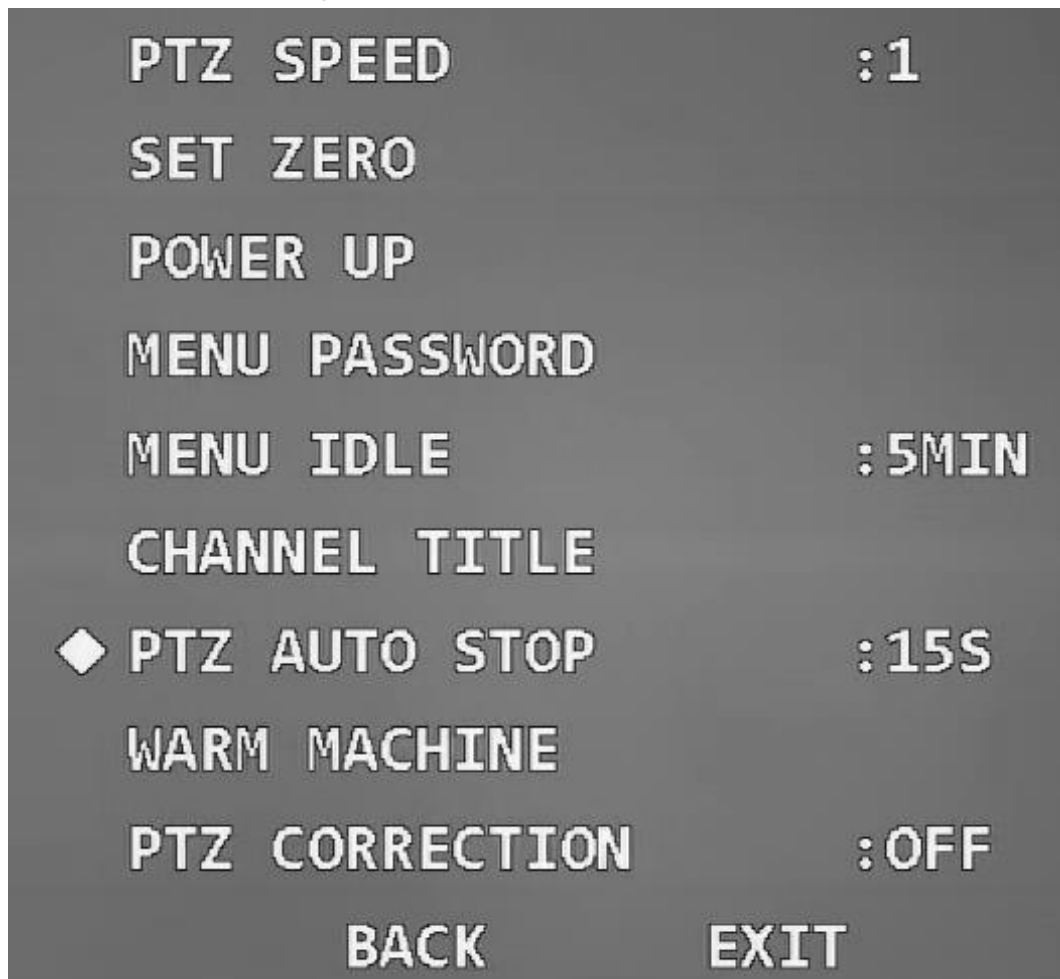 PTZ SPEED :1
SET ZERO
POWER UP
MENU PASSWORD
MENU IDLE :5MIN
CHANNEL TITLE
PTZ AUTO STOP :15S
WARM MACHINE
PTZ CORRECTION :OFF
BACK EXIT